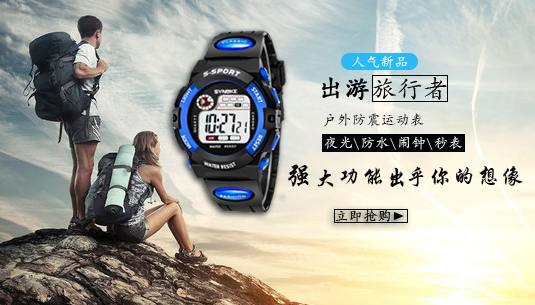 人气新品
出游旅行者
户外防震运动表
夜光\防水\闹钟\秒表
强大功能出乎你的想像
立即抢购▶
S-SPORT
SYNOKE
LIGHT
START
RESET
WATER RESIST